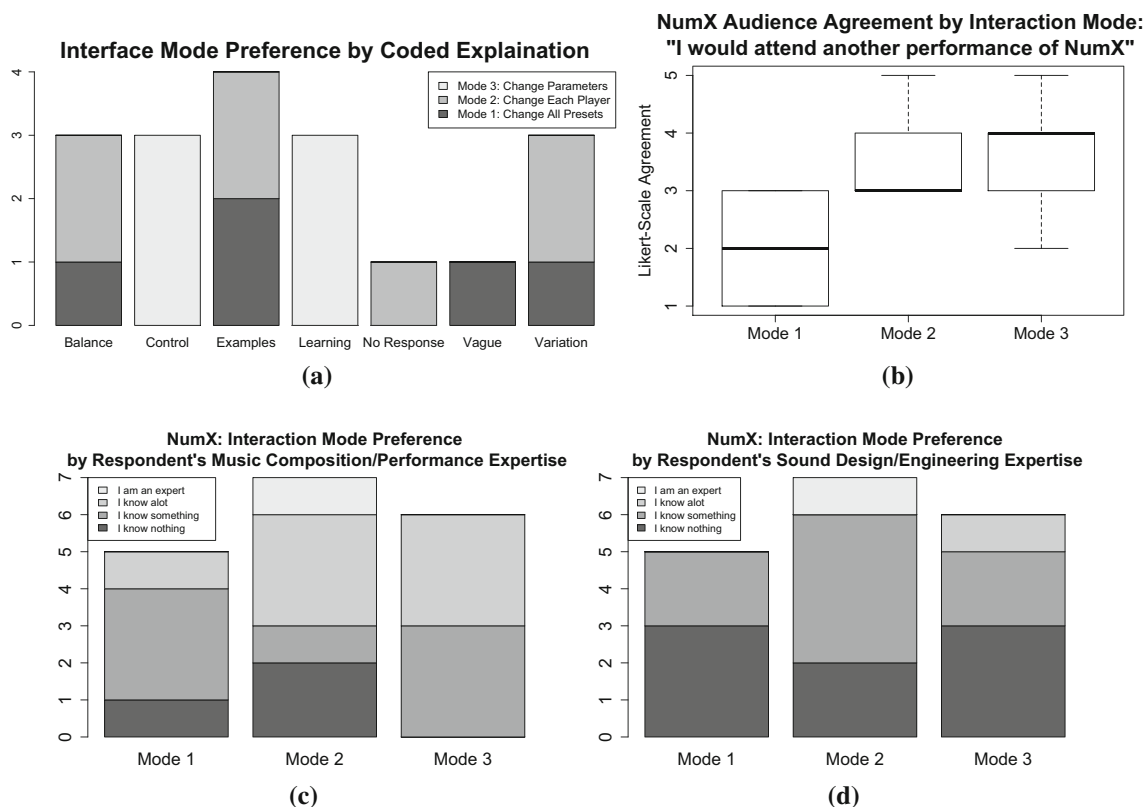 Interface Mode Preference by Coded Explaination
4
3
2
1
0
Mode 3: Change Parameters
Mode 2: Change Each Player
Mode 1: Change All Presets
Balance Control Examples Learning No Response Vague Variation
(a)
NumX Audience Agreement by Interaction Mode:
"I would attend another performance of NumX"
Likert-Scale Agreement
5
4
3
2
1
Mode 1 Mode 2 Mode 3
(b)
NumX: Interaction Mode Preference
by Respondent's Music Composition/Performance Expertise
7
6
5
4
3
2
1
0
I am an expert
I know alot
I know something
I know nothing
Mode 1 Mode 2 Mode 3
(c)
NumX: Interaction Mode Preference
by Respondent's Sound Design/Engineering Expertise
7
6
5
4
3
2
1
0
I am an expert
I know alot
I know something
I know nothing
Mode 1 Mode 2 Mode 3
(d)